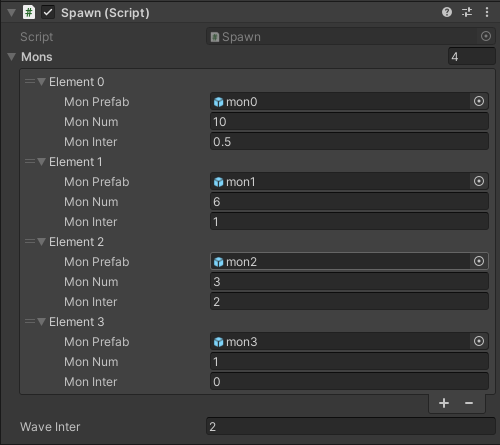 Spawn (Script)
Script Spawn
Mons 4
Element 0
Mon Prefab mon0
Mon Num 10
Mon Inter 0.5
Element 1
Mon Prefab mon1
Mon Num 6
Mon Inter 1
Element 2
Mon Prefab mon2
Mon Num 3
Mon Inter 2
Element 3
Mon Prefab mon3
Mon Num 1
Mon Inter 0
Wave Inter 2